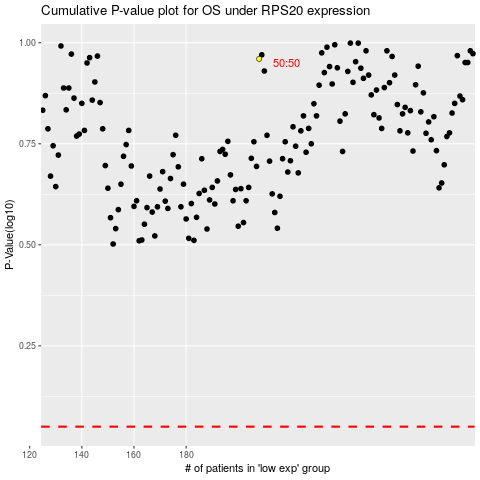 Cumulative P-value plot for OS under RPS20 expression
P-Value(log10)
1.00
0.75
0.50
0.25
50:50
120 140 160 180
# of patients in 'low exp' group